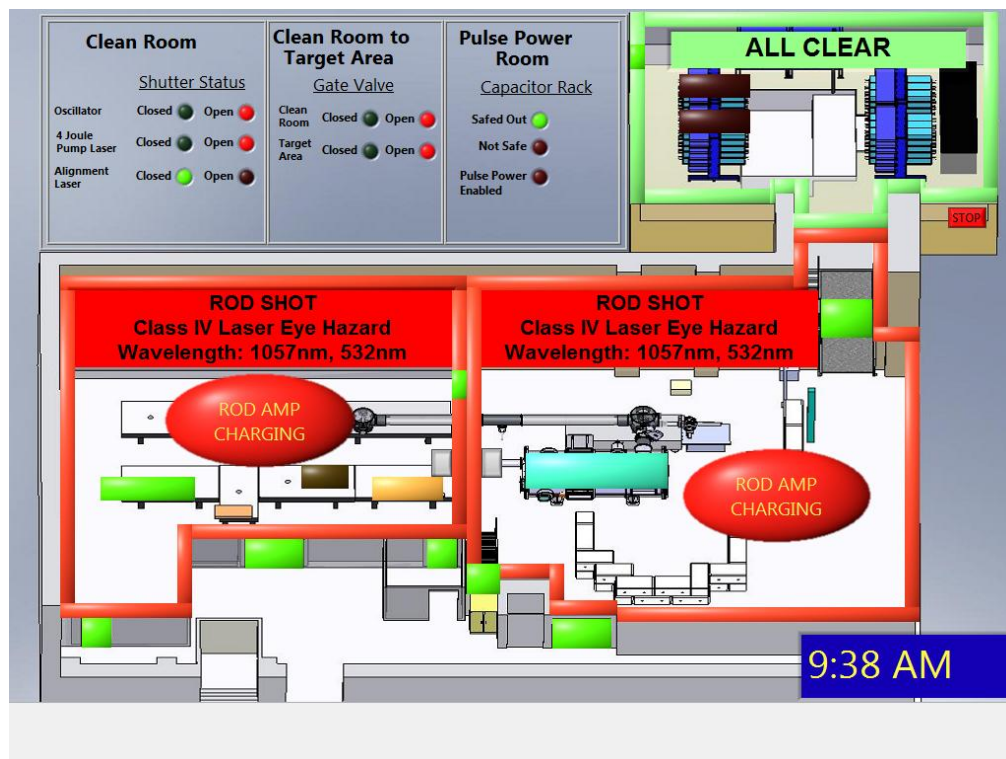 Clean Room
Shutter Status
Oscillator Closed Open
4 Joule
Pump Laser Closed Open
Alignment
Laser Closed Open
Clean Room to
Target Area
Gate Valve
Clean
Room Closed Open
Target
Area Closed Open
Pulse Power
Room
Capacitor Rack
Safed Out
Not Safe
Pulse Power
Enabled
ALL CLEAR
STOP
ROD SHOT
Class IV Laser Eye Hazard
Wavelength: 1057nm, 532nm
ROD SHOT
Class IV Laser Eye Hazard
Wavelength: 1057nm, 532nm
ROD AMP
CHARGING
ROD AMP
CHARGING
9:38 AM